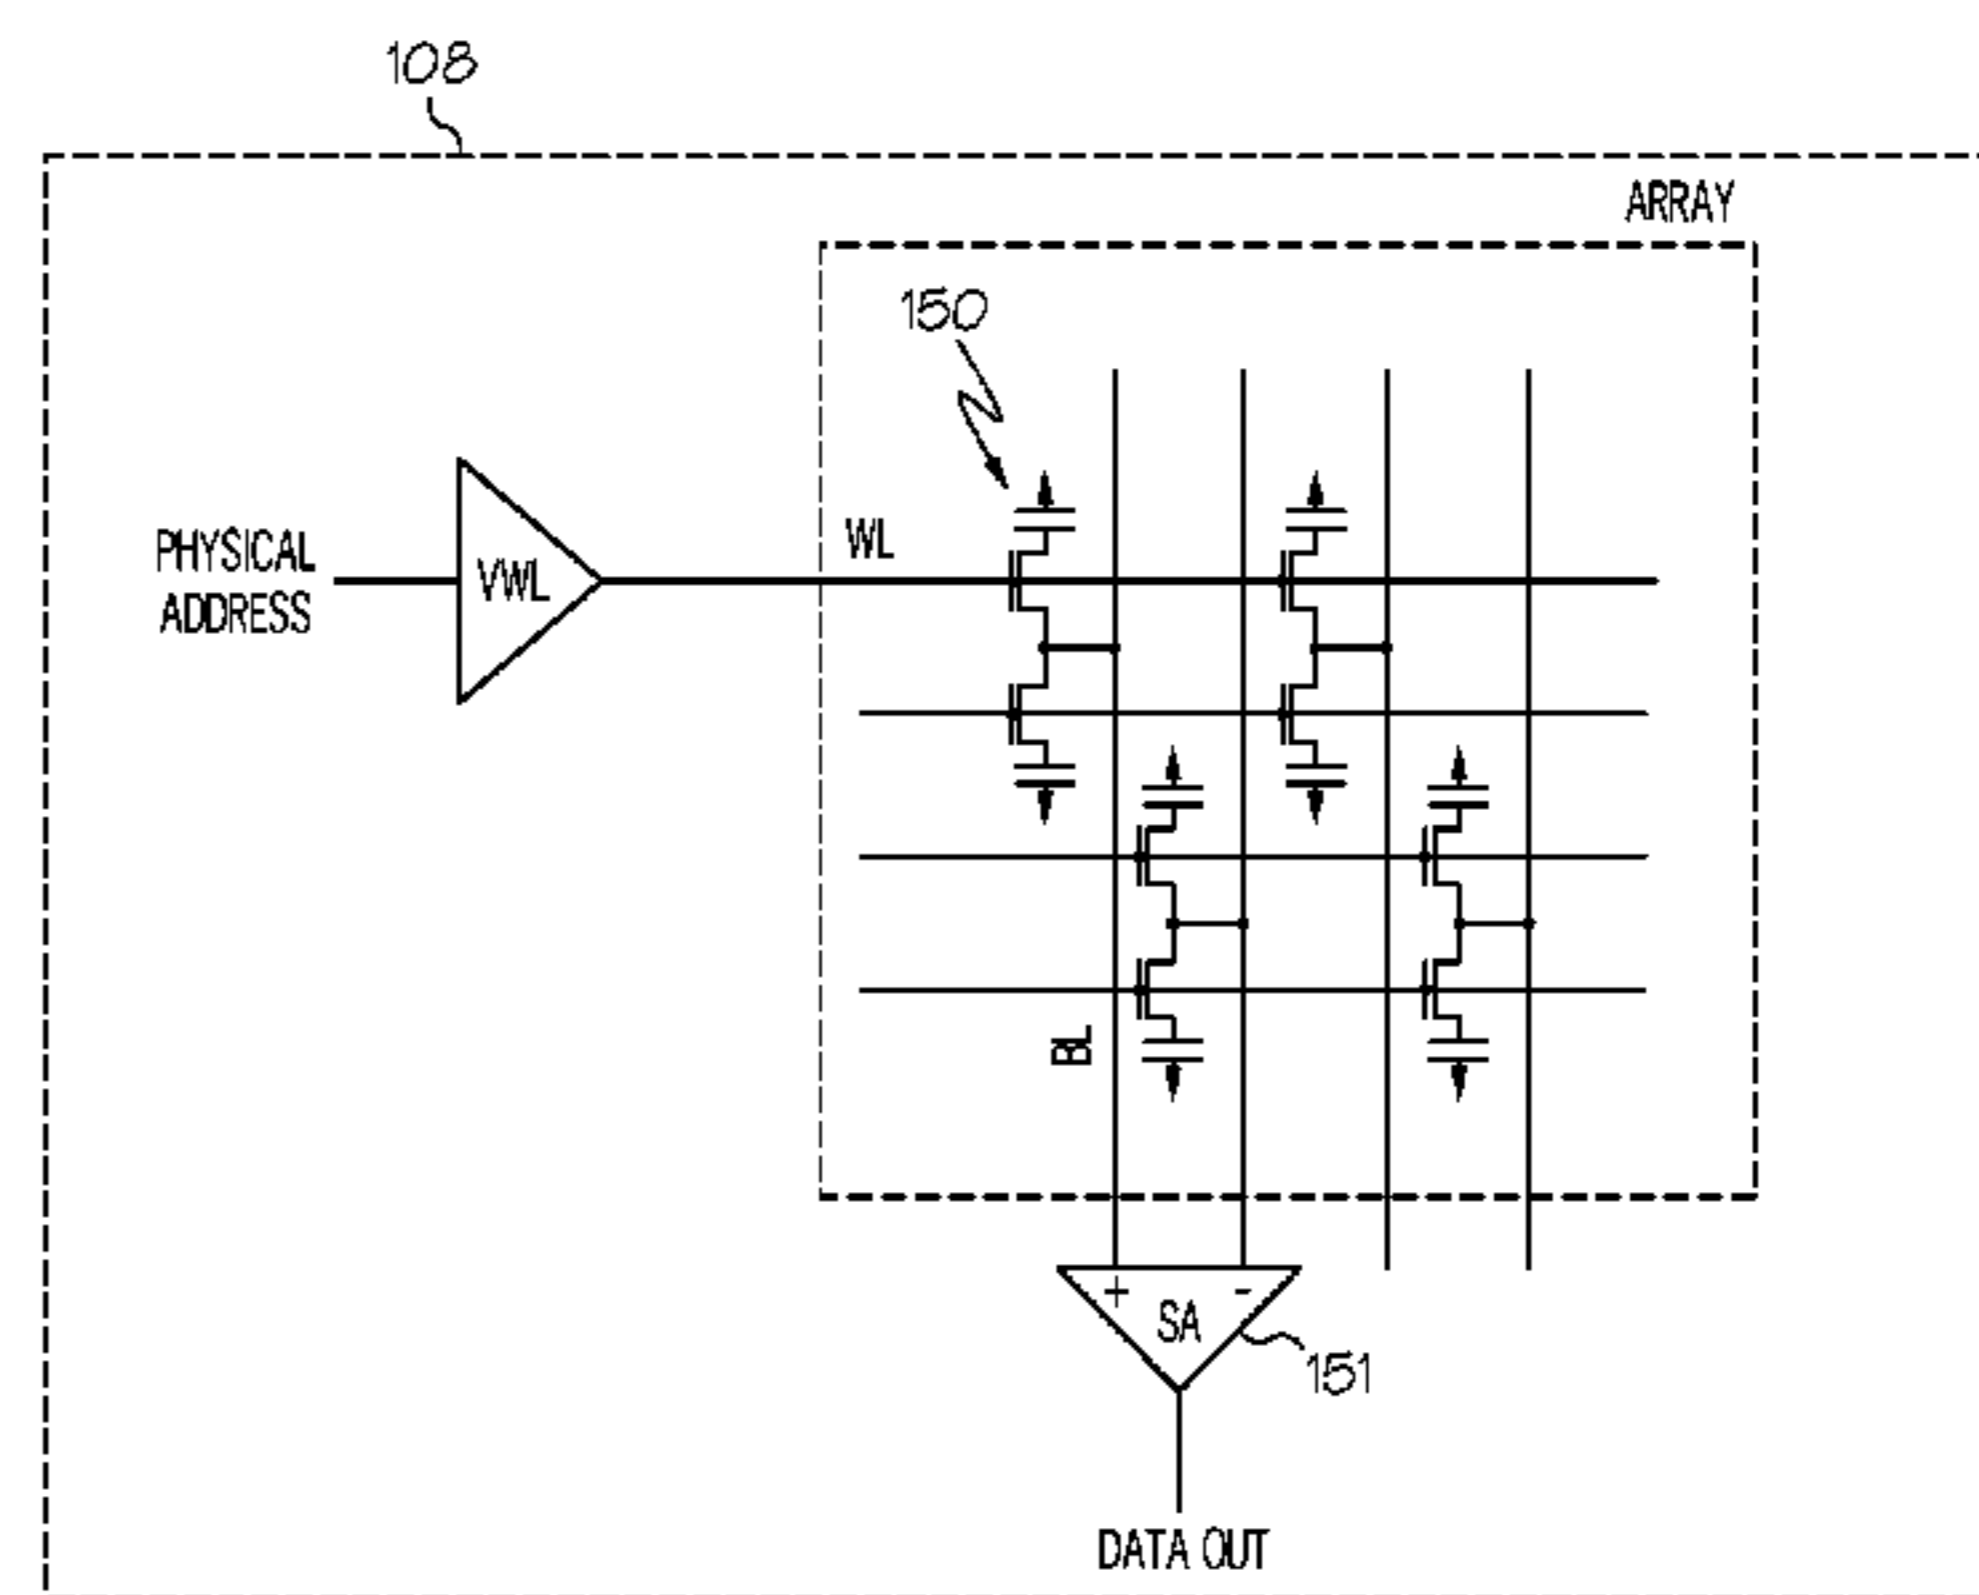 108
ARRAY
150
WL
PHYSICAL
ADDRESS
VWL
BL
+ -
SA
151
DATA OUT